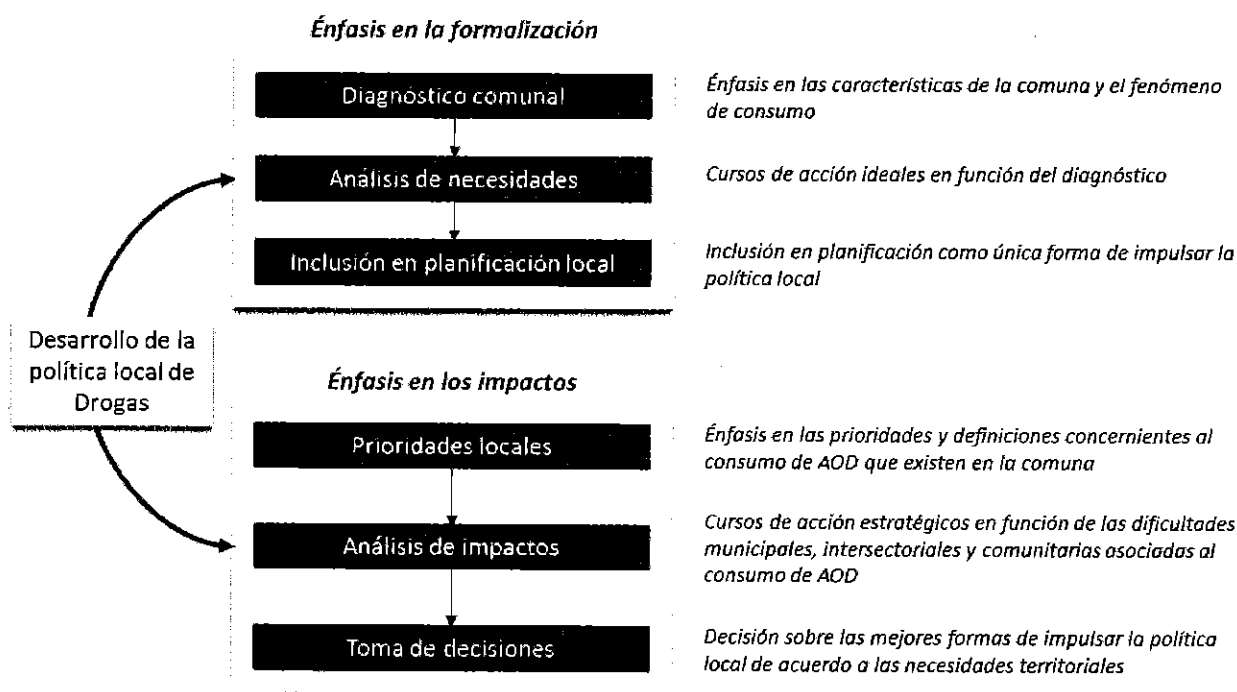 Énfasis en la formalización
Diagnóstico comunal
Énfasis en las características de la comuna y el fenómeno
de consumo
Análisis de necesidades
Cursos de acción ideales en función del diagnóstico
Inclusión en planificación local
Inclusión en planificación como única forma de impulsar la
política local
Desarrollo de la
política local de
Drogas
Énfasis en los impactos
Prioridades locales
Énfasis en las prioridades y definiciones concernientes al
consumo de AOD que existen en la comuna
Análisis de impactos
Cursos de acción estratégicos en función de las dificultades
municipales, intersectoriales y comunitarias asociadas al
consumo de AOD
Toma de decisiones
Decisión sobre las mejores formas de impulsar la política
local de acuerdo a las necesidades territoriales